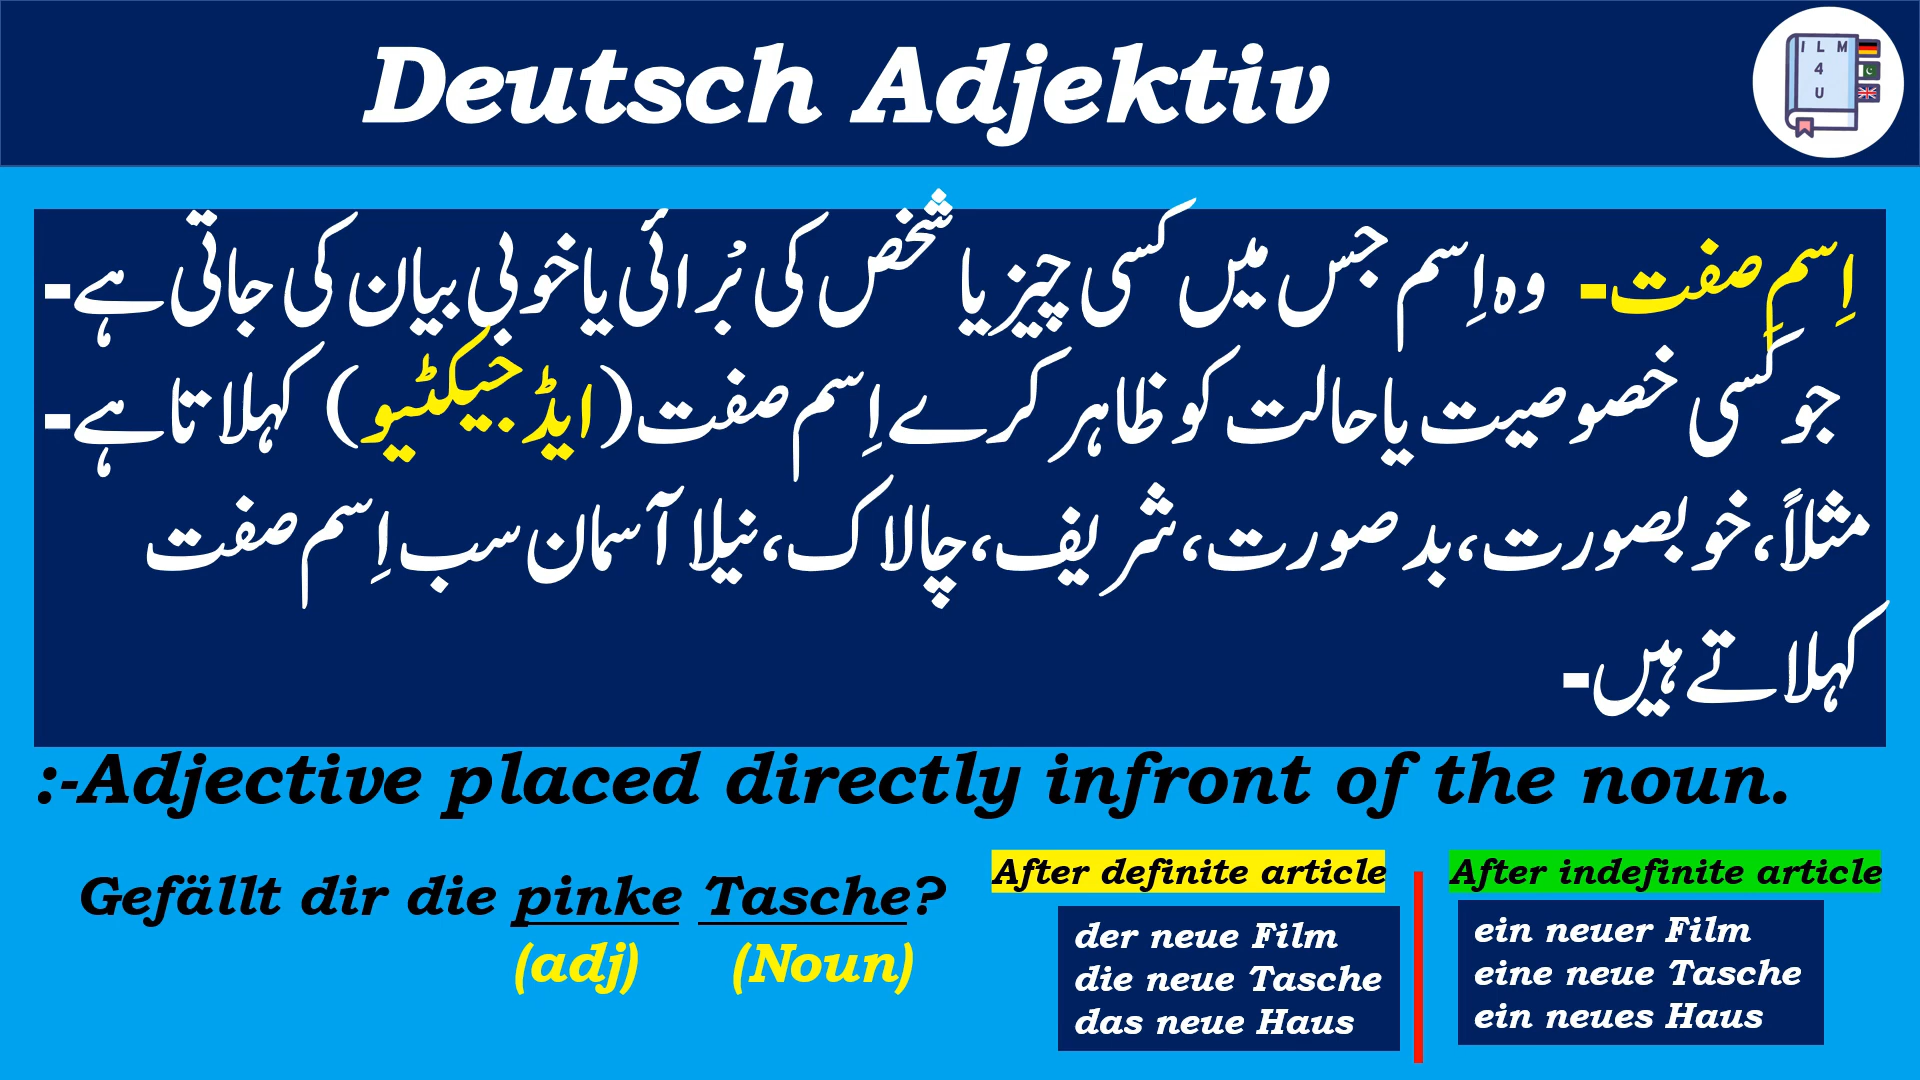 Deutsch Adjektiv
I L M
4
U
اِسمِ صفت- وہ اِسم جس میں کسی چیز یا شخص کی بُرائی یا خوبی بیان کی جاتی ہے-
جو کسی خصوصیت یا حالت کو ظاہر کرے اِسم صفت (ایڈجیکٹیو) کہلاتا ہے-
مثلاً، خوبصورت، بد صورت، شریف، چالاک، نیلا آسمان سب اِسم صفت
کہلاتے ہیں-
:-Adjective placed directly infront of the noun.
Gefällt dir die pinke Tasche?
(adj) (Noun)
After definite article
der neue Film
die neue Tasche
das neue Haus
After indefinite article
ein neuer Film
eine neue Tasche
ein neues Haus